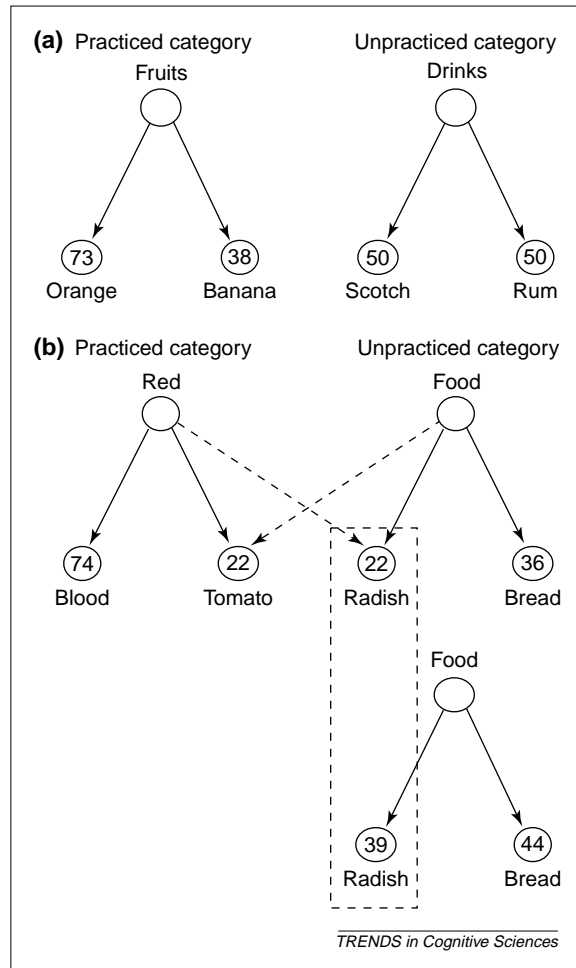 (a) Practiced category Unpracticed category
Fruits Drinks
73 38 50 50
Orange Banana Scotch Rum
(b) Practiced category Unpracticed category
Red Food
74 22 22 36
Blood Tomato Radish Bread
Food
39 44
Radish Bread
TRENDS in Cognitive Sciences